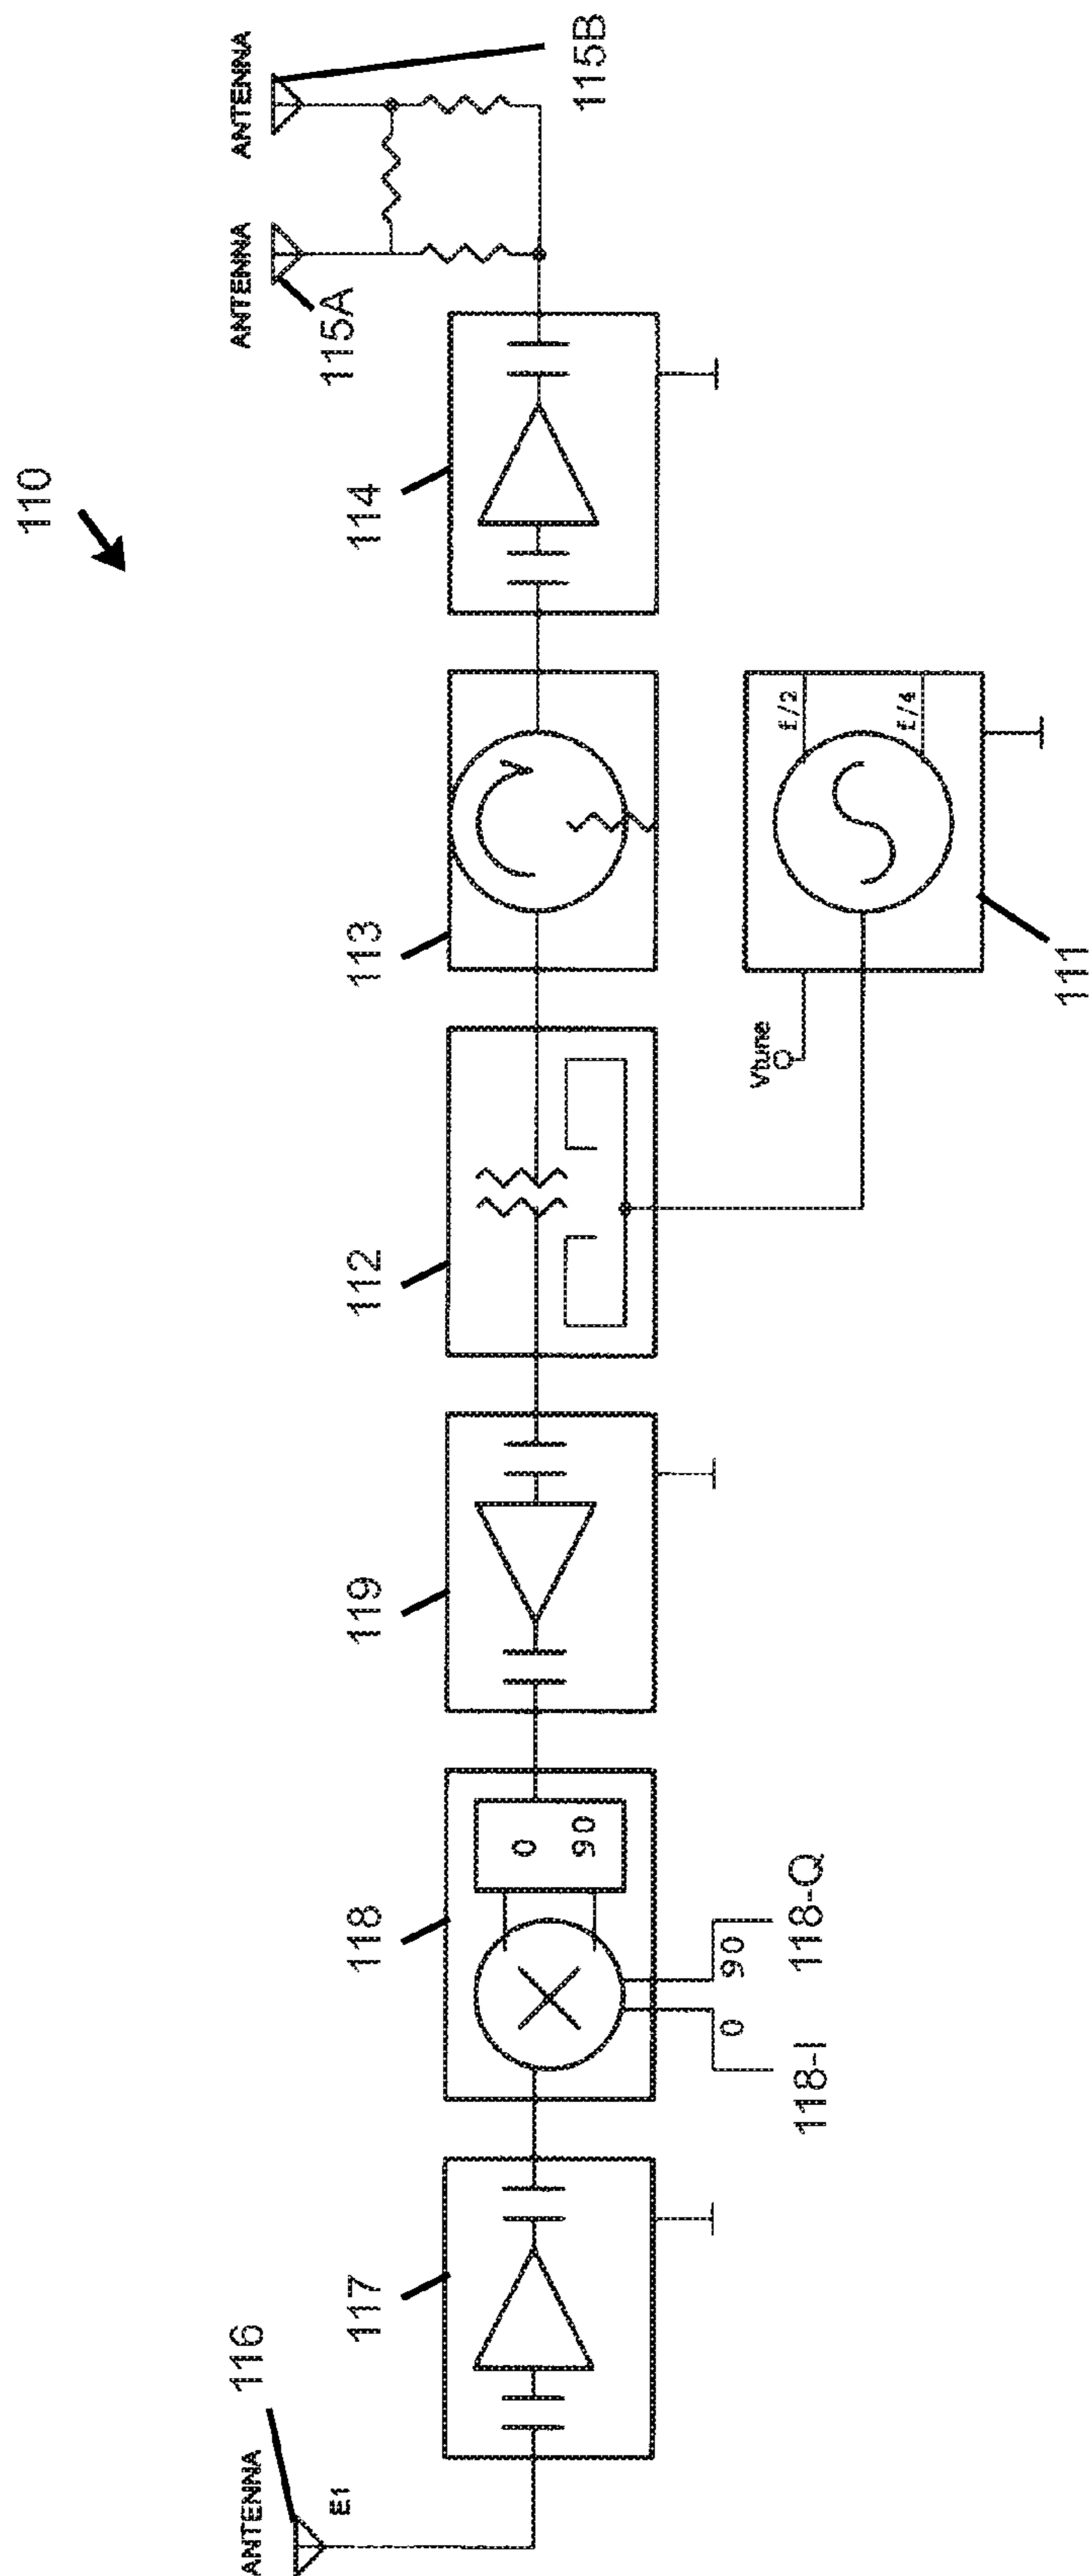 110
ANTENNA
116
ANTENNA
ANTENNA
E1
117
118
119
112
113
114
115A
115B
0
90
0
90
118-I
118-Q
Vtune
f/2
f/4
111